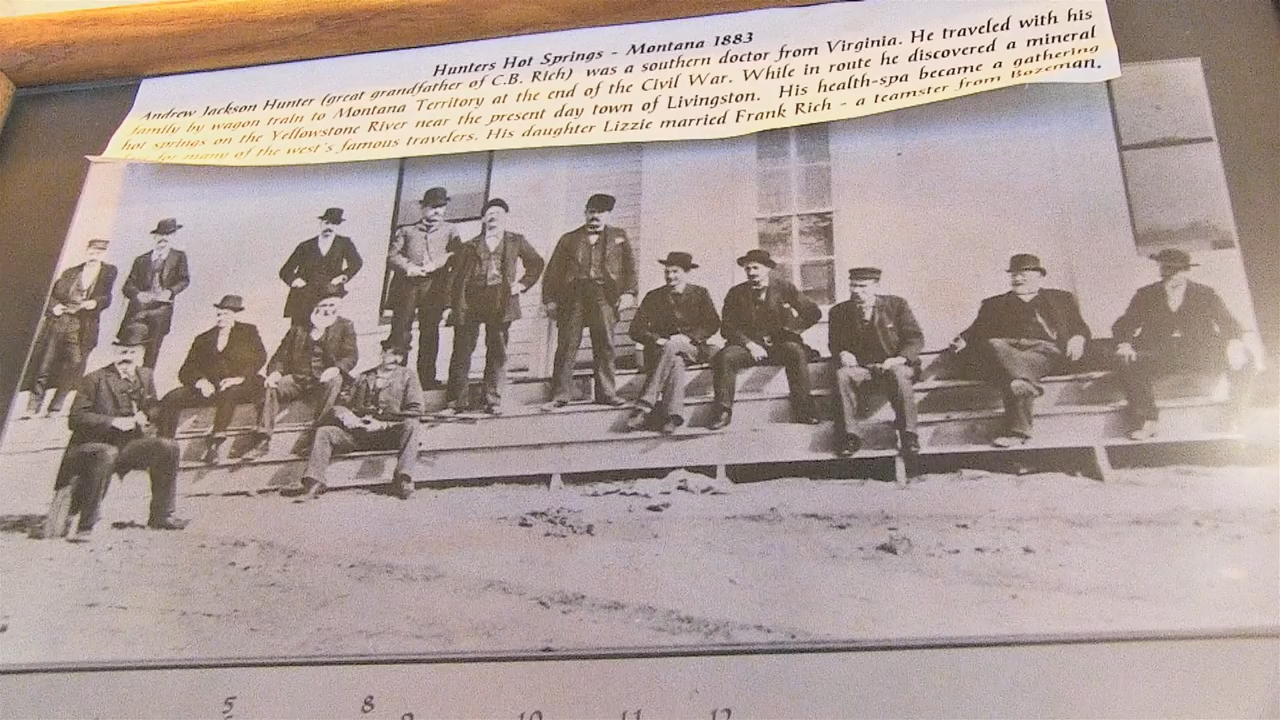 Hunters Hot Springs - Montana 1883
Andrew Jackson Hunter (great grandfather of C.B. Rich) was a southern doctor from Virginia. He traveled with his
family by wagon train to Montana Territory at the end of the Civil War. While in route he discovered a mineral
hot springs on the Yellowstone River near the present day town of Livingston. His health-spa became a gathering
for many of the west's famous travelers. His daughter Lizzie married Frank Rich - a teamster from Bozeman.
5 8
10 11 12